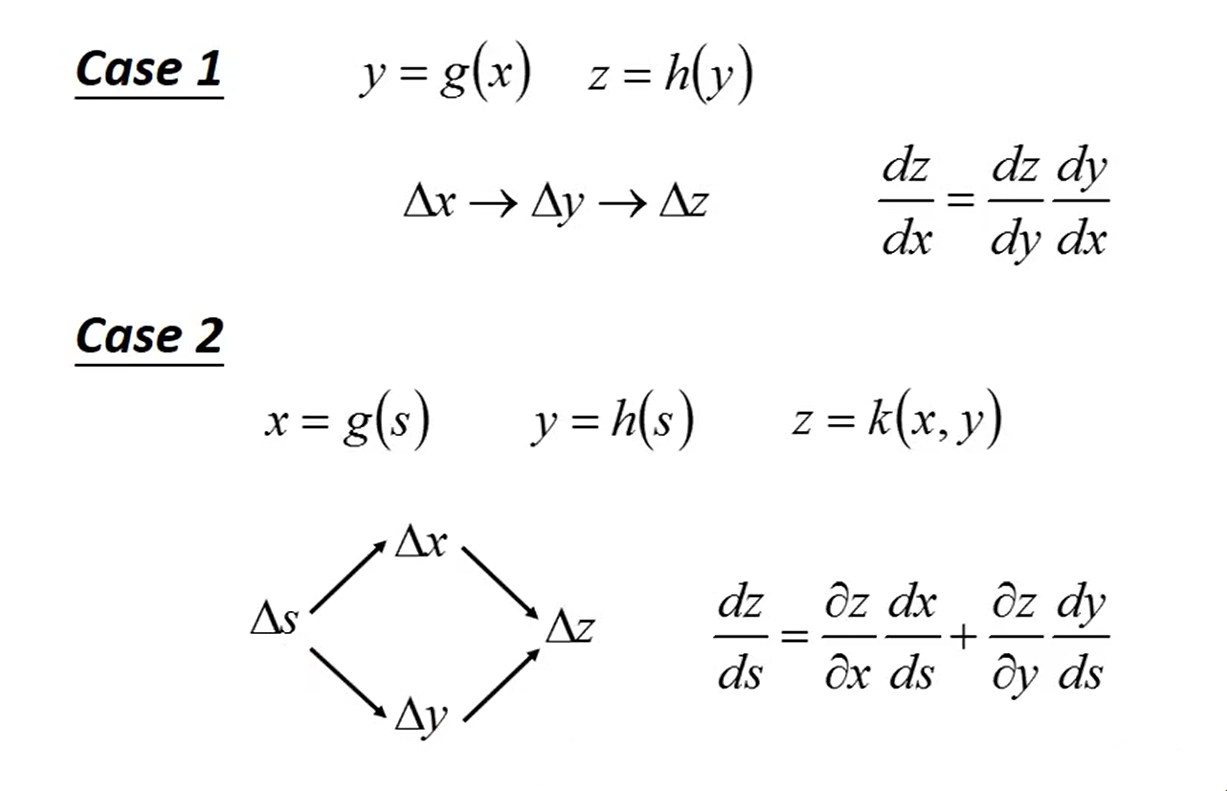 Case 1 y = g(x) z = h(y)
Δx → Δy → Δz dz/dx = dz/dy dy/dx
Case 2
x = g(s) y = h(s) z = k(x, y)
Δx
Δs Δz dz/ds = ∂z/∂x dx/ds + ∂z/∂y dy/ds
Δy